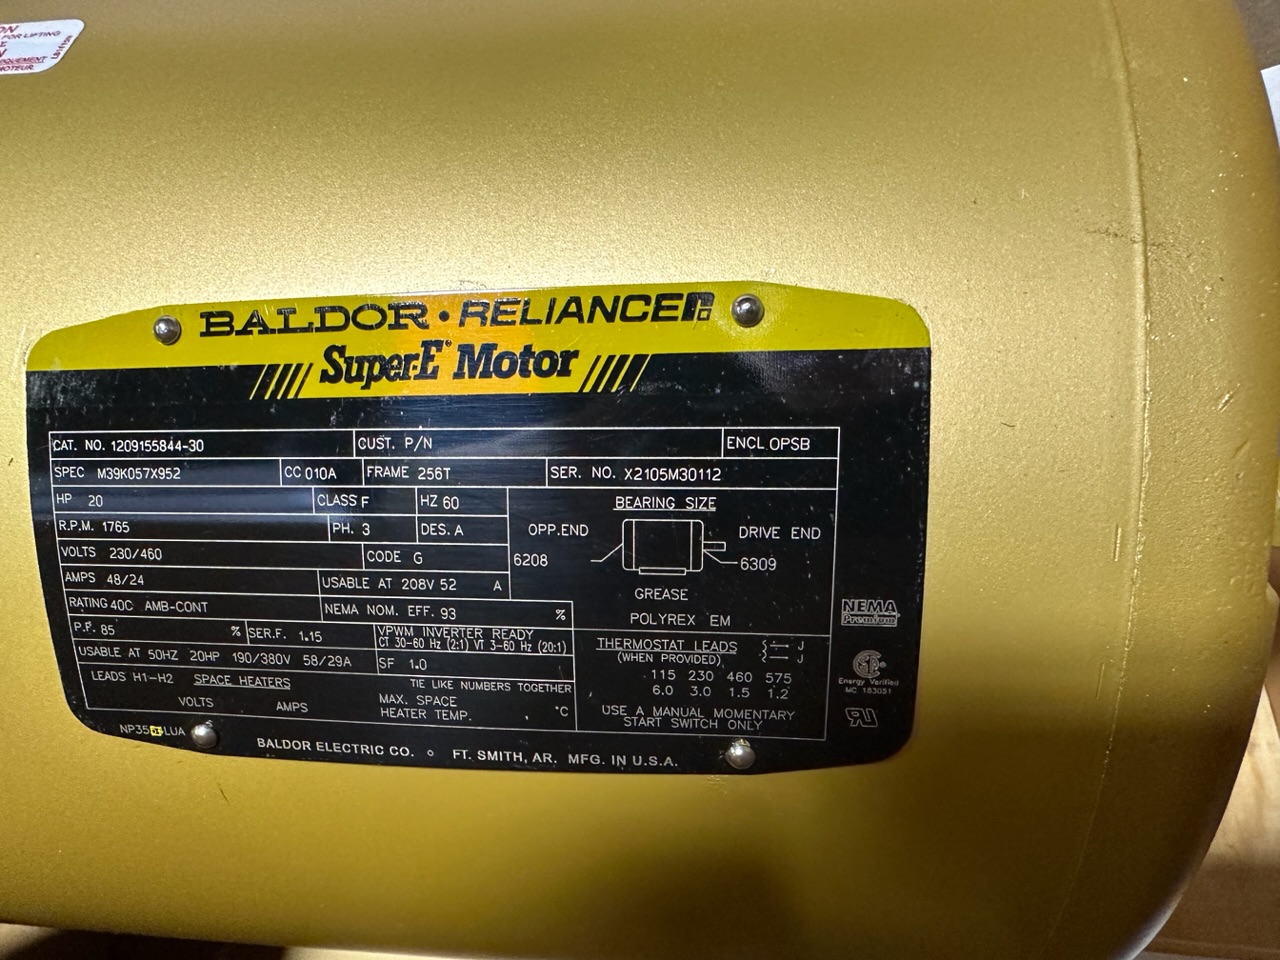 ON
FOR LIFTING
E
N
EQUIPEMENT
MOTEUR
BALDOR • RELIANCE
Super-E® Motor
CAT. NO. 1209155844-30 CUST. P/N ENCL OPSB
SPEC M39K057X952 CC 010A FRAME 256T SER. NO. X2105M30112
HP 20 CLASS F HZ 60 BEARING SIZE
R.P.M. 1765 PH. 3 DES. A OPP.END DRIVE END
VOLTS 230/460 CODE G 6208 6309
AMPS 48/24 USABLE AT 208V 52 A GREASE
RATING 40C AMB-CONT NEMA NOM. EFF. 93 % POLYREX EM
P.F. 85 % SER.F. 1.15 VPWM INVERTER READY
CT 30-60 Hz (2:1) VT 3-60 Hz (20:1)
USABLE AT 50HZ 20HP 190/380V 58/29A SF 1.0
LEADS H1-H2 SPACE HEATERS TIE LIKE NUMBERS TOGETHER
VOLTS AMPS MAX. SPACE
HEATER TEMP. °C
THERMOSTAT LEADS J
(WHEN PROVIDED) J
115 230 460 575
6.0 3.0 1.5 1.2
USE A MANUAL MOMENTARY
START SWITCH ONLY
NEMA
Premium
Energy Verified
MC 183051
NP35 LUA
BALDOR ELECTRIC CO. ° FT. SMITH, AR. MFG. IN U.S.A.